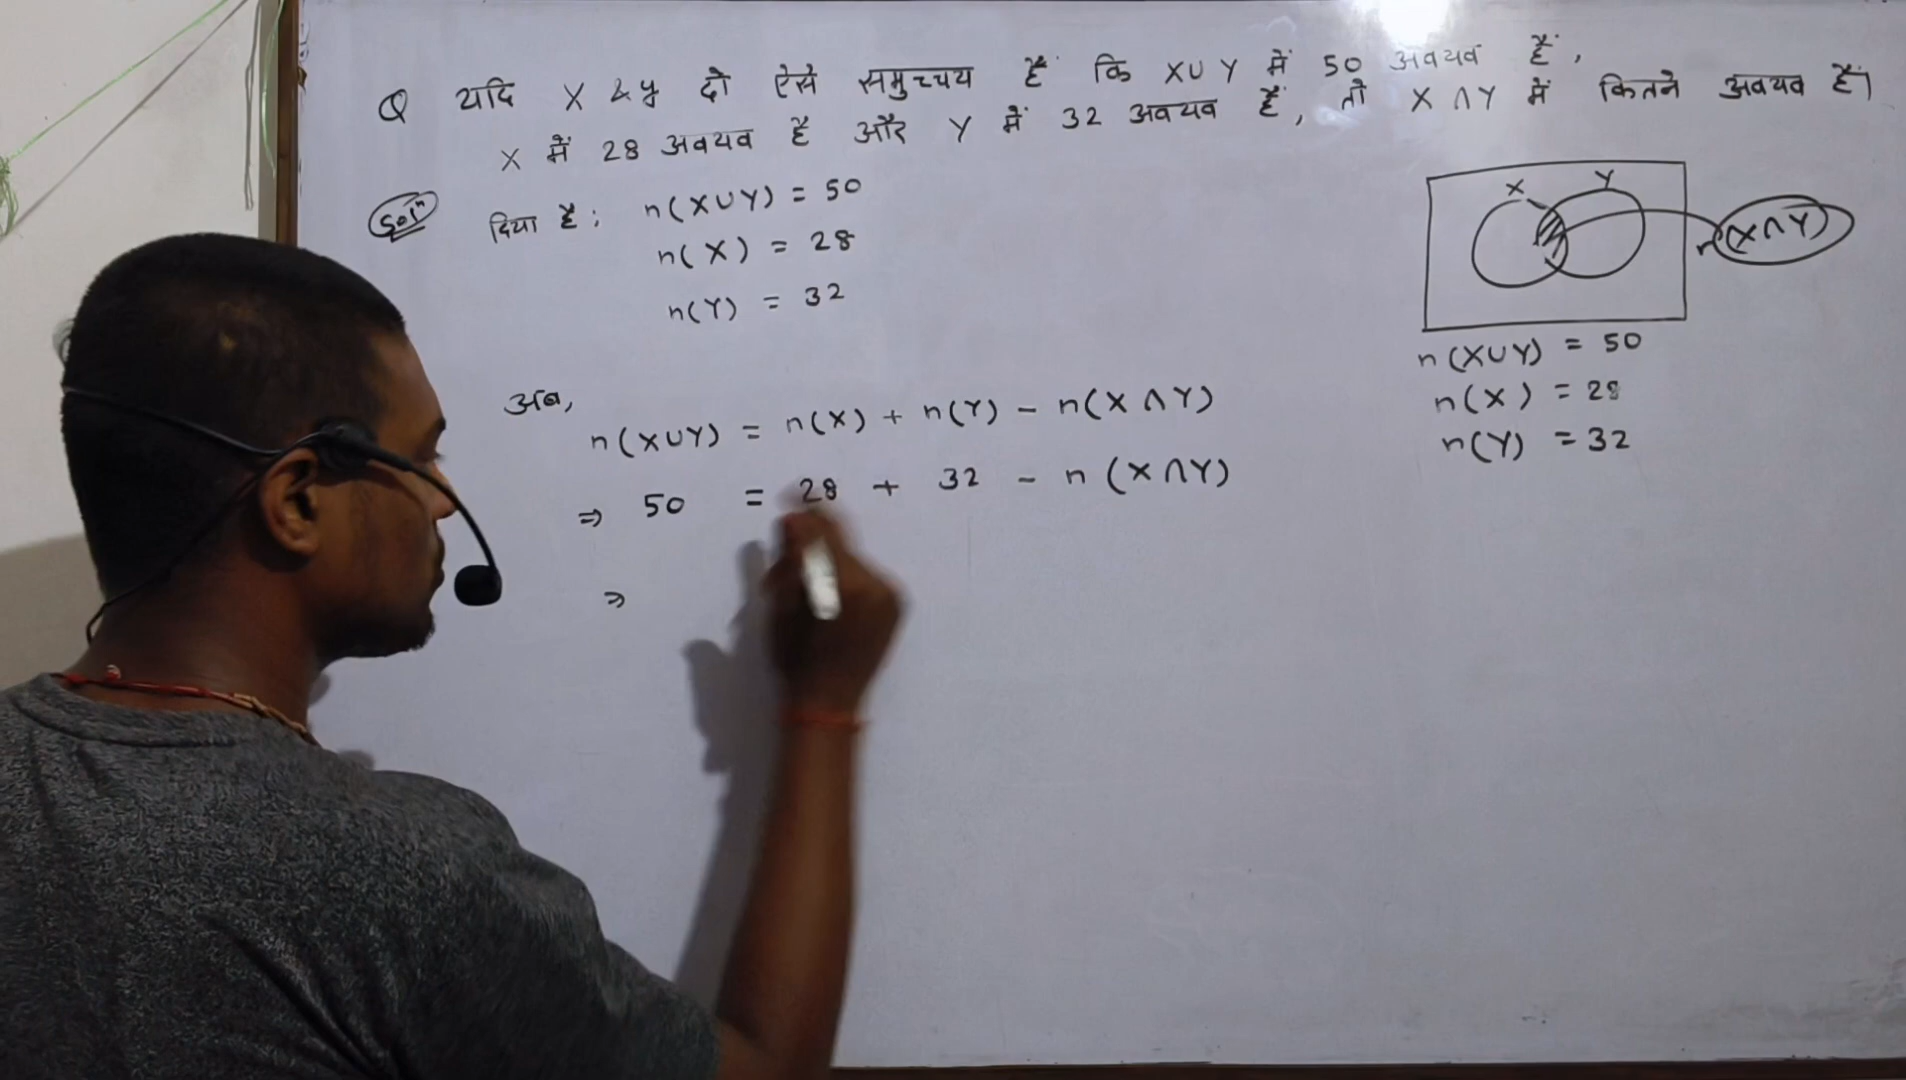 Q यदि X & y दो ऐसे समुच्चय हैं कि X∪Y में 50 अवयव हैं,
X में 28 अवयव हैं और Y में 32 अवयव हैं, तो X∩Y में कितने अवयव हैं।
Solⁿ दिया है; n(X∪Y) = 50
n(X) = 28
n(Y) = 32
अब,
n(X∪Y) = n(X) + n(Y) - n(X∩Y)
⇒ 50 = 28 + 32 - n(X∩Y)
⇒
X Y
n(X∩Y)
n(X∪Y) = 50
n(X) = 28
n(Y) = 32